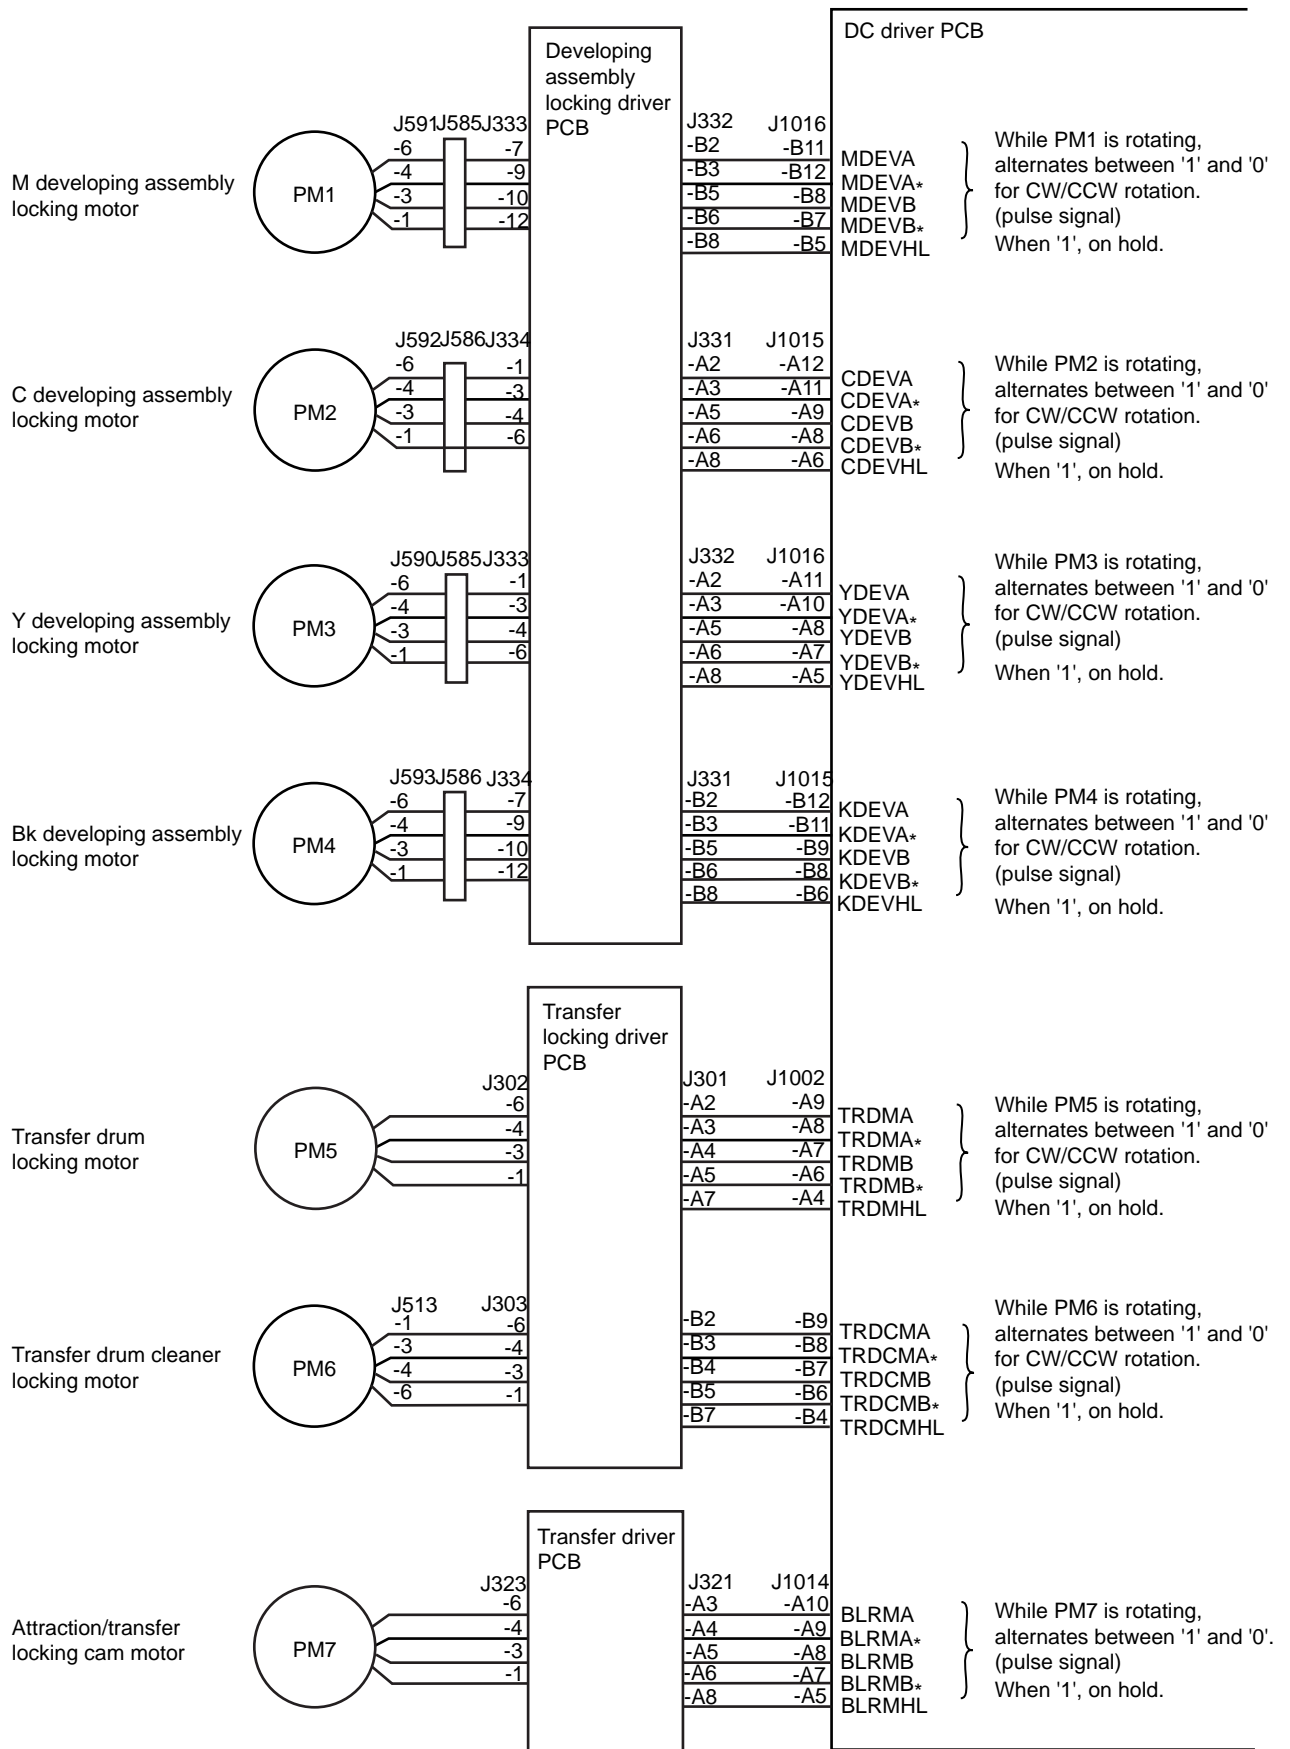 DC driver PCB
Developing
assembly
locking driver
PCB
M developing assembly
locking motor
PM1
J591 J585 J333
-6 -7
-4 -9
-3 -10
-1 -12
J332 J1016
-B2 -B11 MDEVA
-B3 -B12 MDEVA*
-B5 -B8 MDEVB
-B6 -B7 MDEVB*
-B8 -B5 MDEVHL
While PM1 is rotating,
alternates between '1' and '0'
for CW/CCW rotation.
(pulse signal)
When '1', on hold.
C developing assembly
locking motor
PM2
J592 J586 J334
-6 -1
-4 -3
-3 -4
-1 -6
J331 J1015
-A2 -A12 CDEVA
-A3 -A11 CDEVA*
-A5 -A9 CDEVB
-A6 -A8 CDEVB*
-A8 -A6 CDEVHL
While PM2 is rotating,
alternates between '1' and '0'
for CW/CCW rotation.
(pulse signal)
When '1', on hold.
Y developing assembly
locking motor
PM3
J590 J585 J333
-6 -1
-4 -3
-3 -4
-1 -6
J332 J1016
-A2 -A11 YDEVA
-A3 -A10 YDEVA*
-A5 -A8 YDEVB
-A6 -A7 YDEVB*
-A8 -A5 YDEVHL
While PM3 is rotating,
alternates between '1' and '0'
for CW/CCW rotation.
(pulse signal)
When '1', on hold.
Bk developing assembly
locking motor
PM4
J593 J586 J334
-6 -7
-4 -9
-3 -10
-1 -12
J331 J1015
-B2 -B12 KDEVA
-B3 -B11 KDEVA*
-B5 -B9 KDEVB
-B6 -B8 KDEVB*
-B8 -B6 KDEVHL
While PM4 is rotating,
alternates between '1' and '0'
for CW/CCW rotation.
(pulse signal)
When '1', on hold.
Transfer
locking driver
PCB
Transfer drum
locking motor
PM5
J302
-6
-4
-3
-1
J301 J1002
-A2 -A9 TRDMA
-A3 -A8 TRDMA*
-A4 -A7 TRDMB
-A5 -A6 TRDMB*
-A7 -A4 TRDMHL
While PM5 is rotating,
alternates between '1' and '0'
for CW/CCW rotation.
(pulse signal)
When '1', on hold.
Transfer drum cleaner
locking motor
PM6
J513 J303
-1 -6
-3 -4
-4 -3
-6 -1
-B2 -B9 TRDCMA
-B3 -B8 TRDCMA*
-B4 -B7 TRDCMB
-B5 -B6 TRDCMB*
-B7 -B4 TRDCMHL
While PM6 is rotating,
alternates between '1' and '0'
for CW/CCW rotation.
(pulse signal)
When '1', on hold.
Transfer driver
PCB
Attraction/transfer
locking cam motor
PM7
J323
-6
-4
-3
-1
J321 J1014
-A3 -A10 BLRMA
-A4 -A9 BLRMA*
-A5 -A8 BLRMB
-A6 -A7 BLRMB*
-A8 -A5 BLRMHL
While PM7 is rotating,
alternates between '1' and '0'.
(pulse signal)
When '1', on hold.